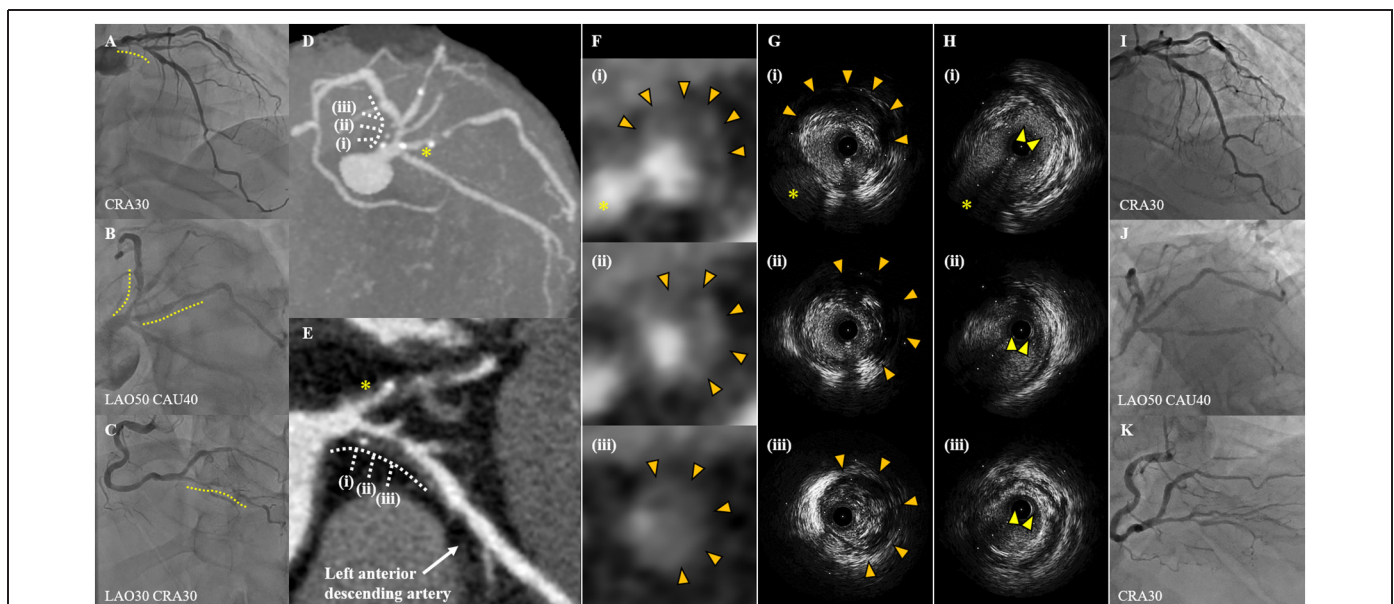 A
CRA30
B
LAO50 CAU40
C
LAO30 CRA30
D
(iii)
(ii)
(i)
*
E
*
(i)
(ii)
(iii)
Left anterior
descending artery
F
(i)
*
(ii)
(iii)
G
(i)
*
(ii)
(iii)
H
(i)
*
(ii)
(iii)
I
CRA30
J
LAO50 CAU40
K
CRA30